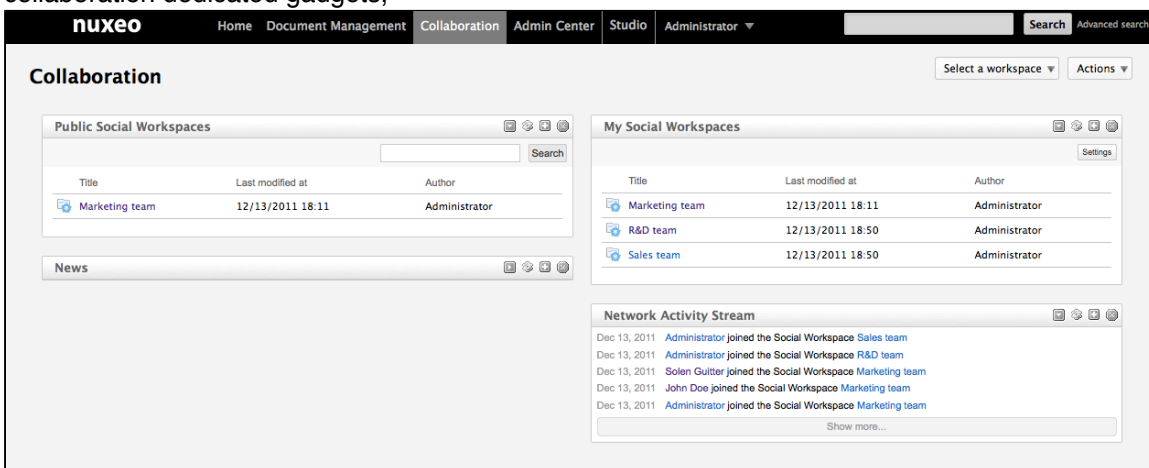 collaboration dedicated gadgets,
nuxeo Home Document Management Collaboration Admin Center Studio Administrator Search Advanced search
Collaboration
Select a workspace Actions
Public Social Workspaces
Search
Title Last modified at Author
Marketing team 12/13/2011 18:11 Administrator
News
My Social Workspaces
Settings
Title Last modified at Author
Marketing team 12/13/2011 18:11 Administrator
R&D team 12/13/2011 18:50 Administrator
Sales team 12/13/2011 18:50 Administrator
Network Activity Stream
Dec 13, 2011 Administrator joined the Social Workspace Sales team
Dec 13, 2011 Administrator joined the Social Workspace R&D team
Dec 13, 2011 Solen Guitter joined the Social Workspace Marketing team
Dec 13, 2011 John Doe joined the Social Workspace Marketing team
Dec 13, 2011 Administrator joined the Social Workspace Marketing team
Show more...